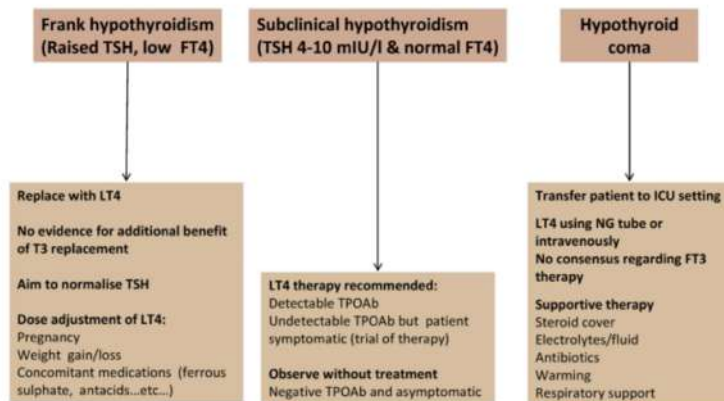 Frank hypothyroidism
(Raised TSH, low FT4)
Subclinical hypothyroidism
(TSH 4-10 mIU/l & normal FT4)
Hypothyroid
coma
Replace with LT4
No evidence for additional benefit
of T3 replacement
Aim to normalise TSH
Dose adjustment of LT4:
Pregnancy
Weight gain/loss
Concomitant medications (ferrous
sulphate, antacids...etc...)
LT4 therapy recommended:
Detectable TPOAb
Undetectable TPOAb but patient
symptomatic (trial of therapy)
Observe without treatment
Negative TPOAb and asymptomatic
Transfer patient to ICU setting
LT4 using NG tube or
intravenously
No consensus regarding FT3
therapy
Supportive therapy
Steroid cover
Electrolytes/fluid
Antibiotics
Warming
Respiratory support